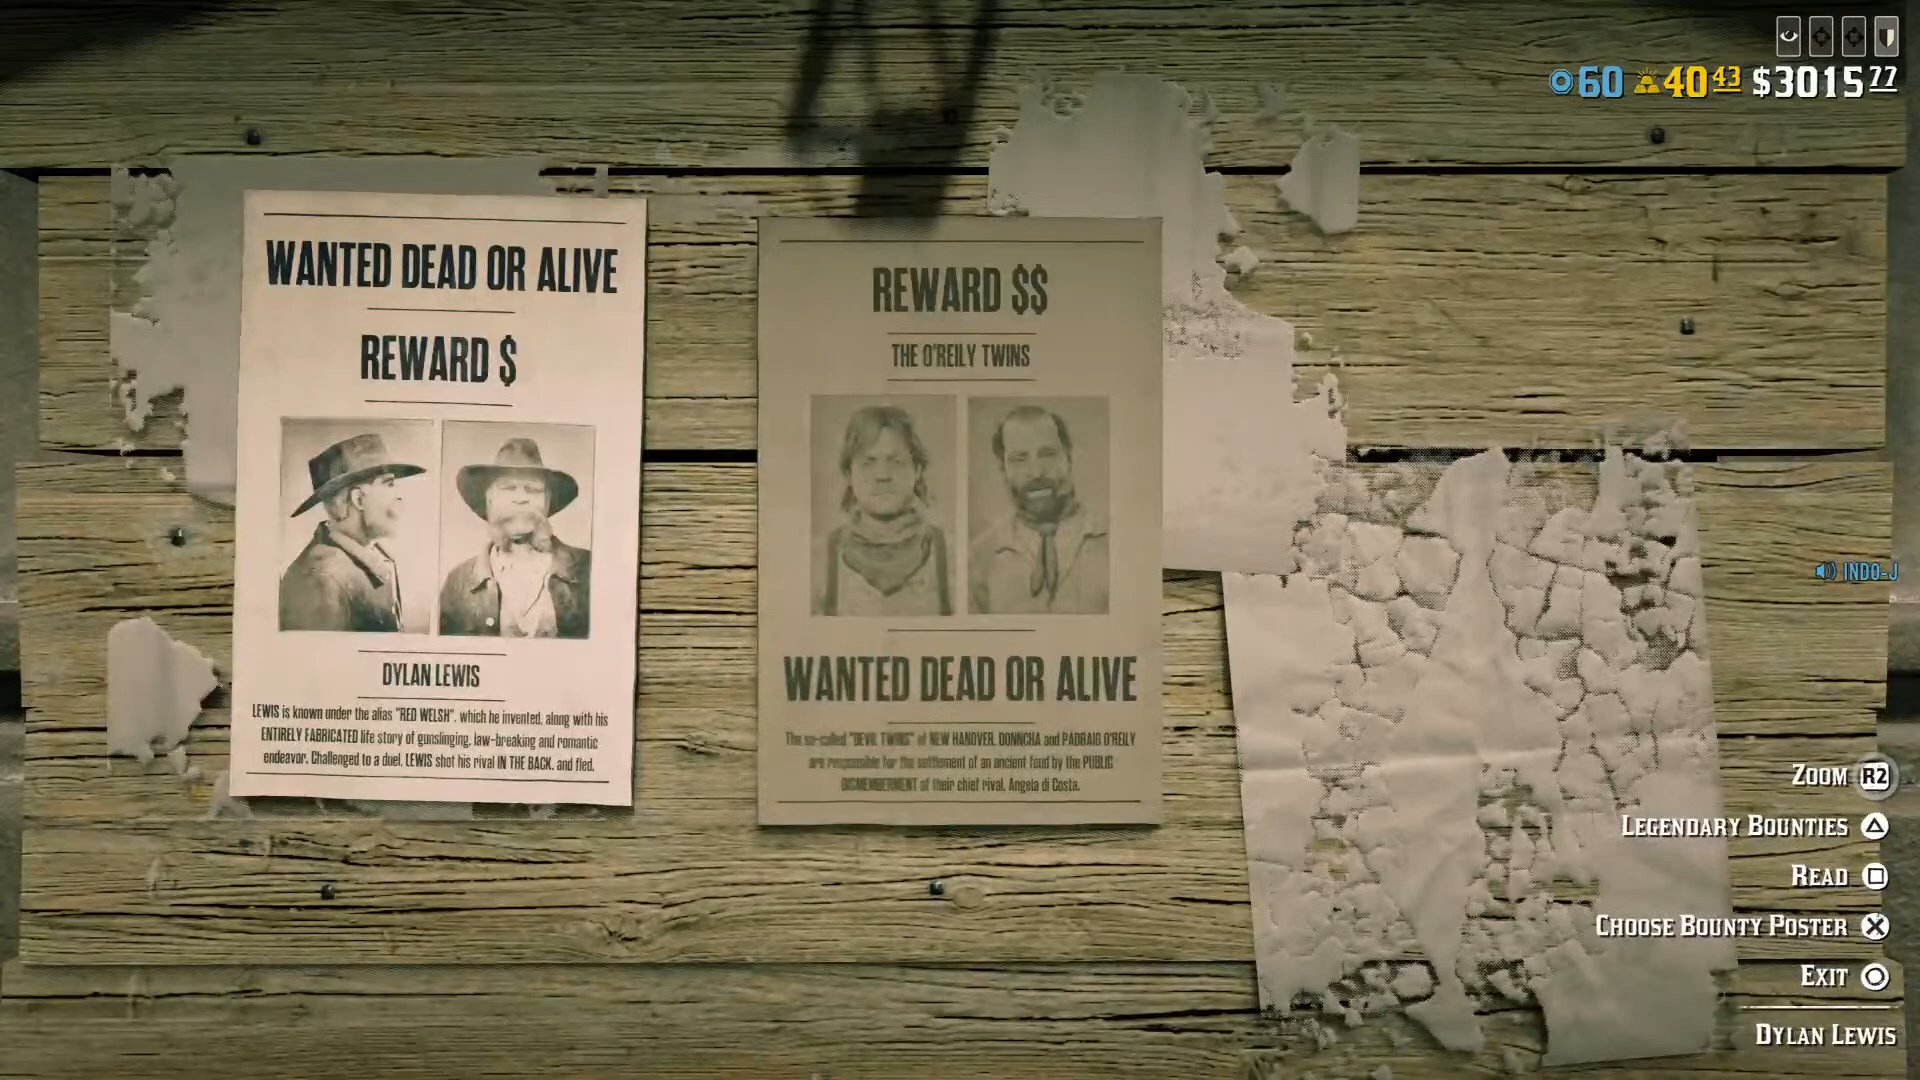 60 40 43 $3015 77
WANTED DEAD OR ALIVE
REWARD $
DYLAN LEWIS
LEWIS is known under the alias "RED WELSH", which he invented, along with his
ENTIRELY FABRICATED life story of gunslinging, law-breaking and romantic
endeavor. Challenged to a duel, LEWIS shot his rival IN THE BACK, and fled.
REWARD $$
THE O'REILY TWINS
WANTED DEAD OR ALIVE
The so-called "DEVIL TWINS" of NEW HANOVER, DONNCHA and PADRAIG O'REILY
are responsible for the settlement of an ancient feud by the PUBLIC
DISMEMBERMENT of their chief rival, Angela di Costa.
INDO-J
ZOOM R2
LEGENDARY BOUNTIES
READ
CHOOSE BOUNTY POSTER
EXIT
DYLAN LEWIS